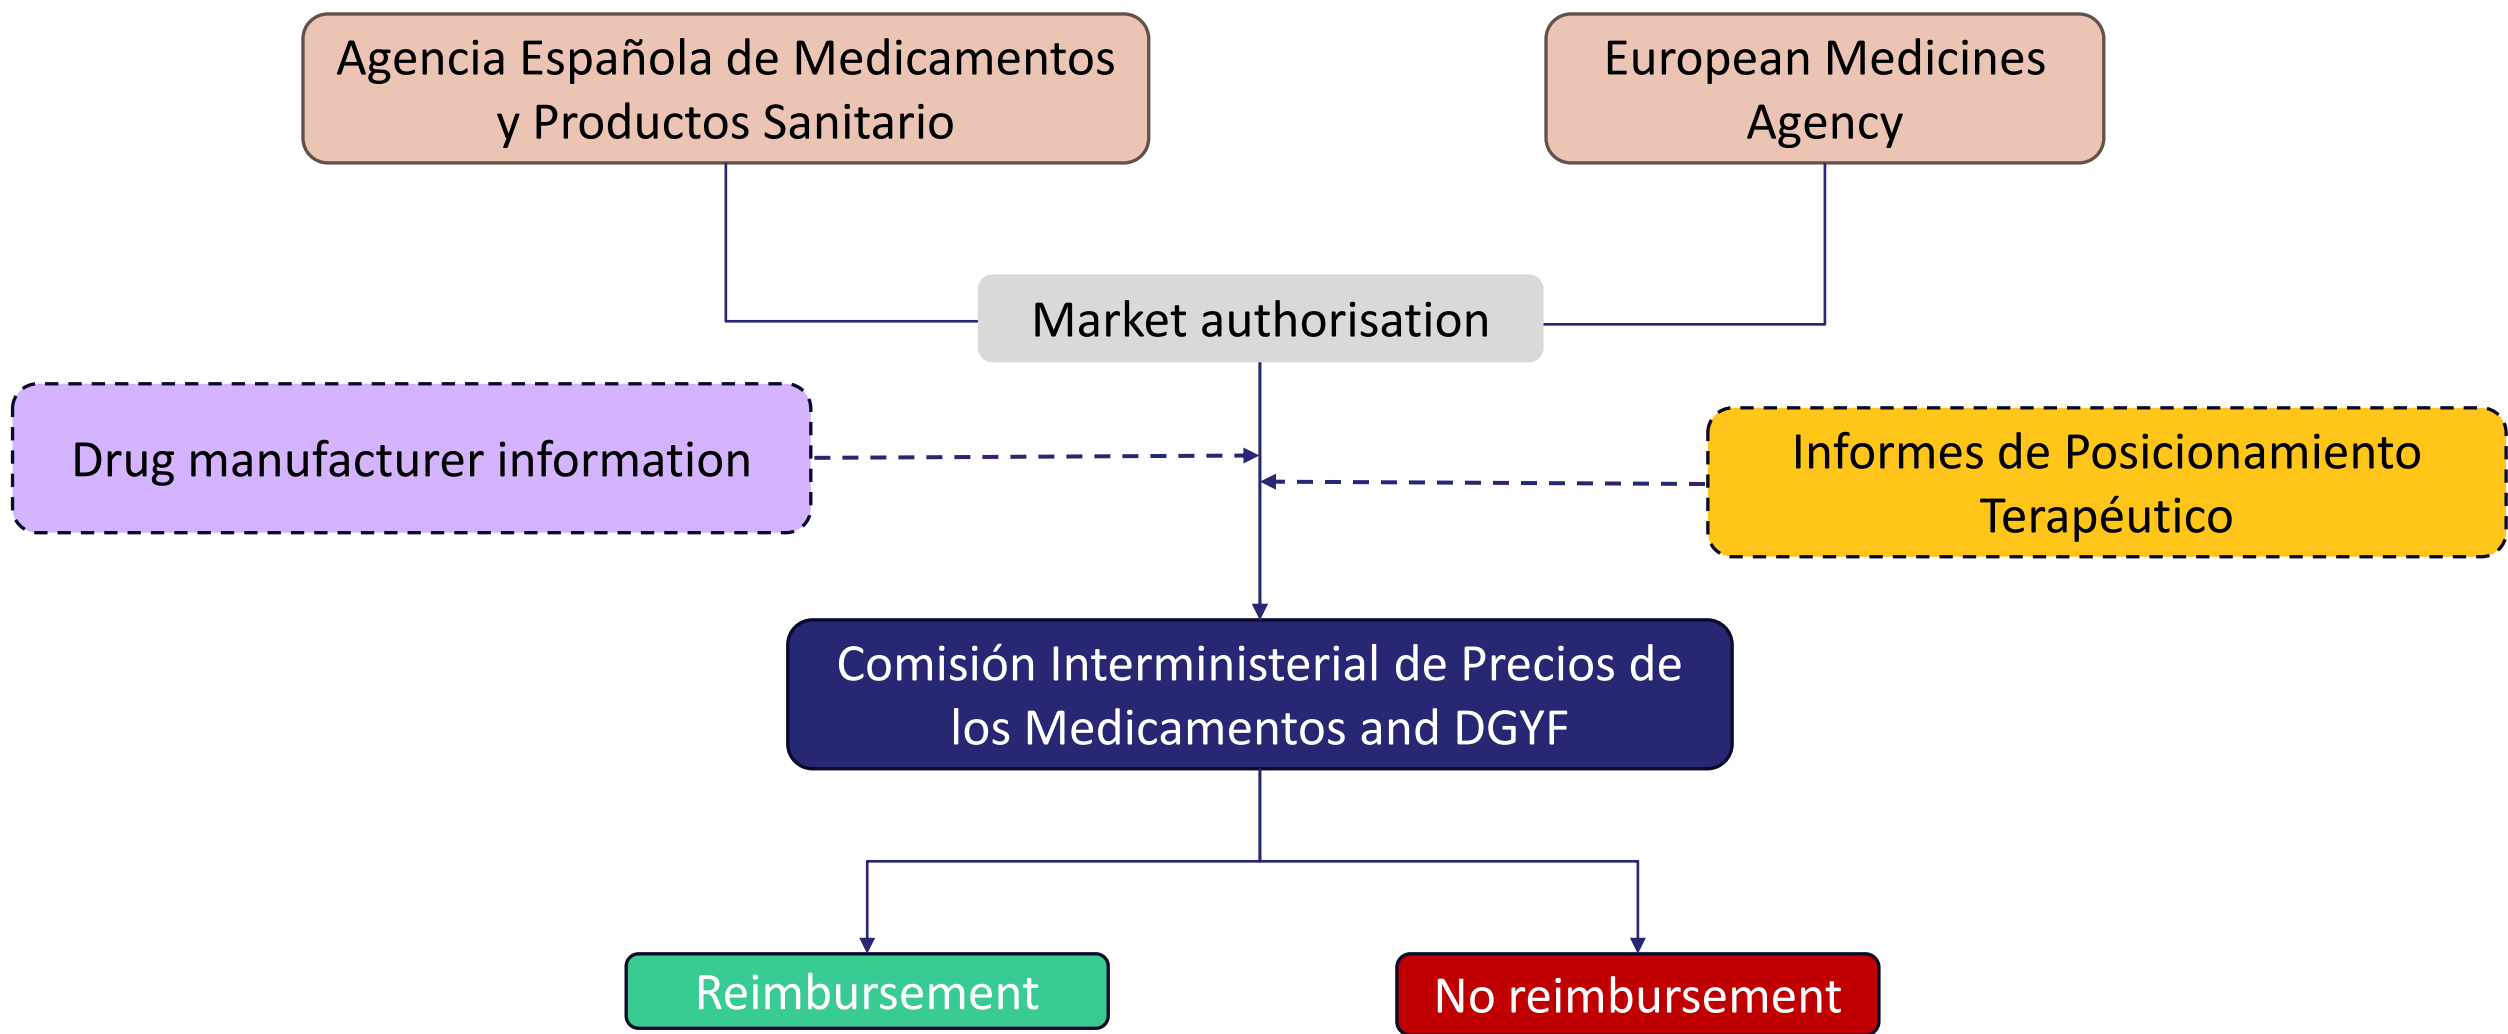 Agencia Española de Medicamentos
y Productos Sanitario
European Medicines
Agency
Market authorisation
Drug manufacturer information
Informes de Posicionamiento
Terapéutico
Comisión Interministerial de Precios de
los Medicamentos and DGYF
Reimbursement
No reimbursement